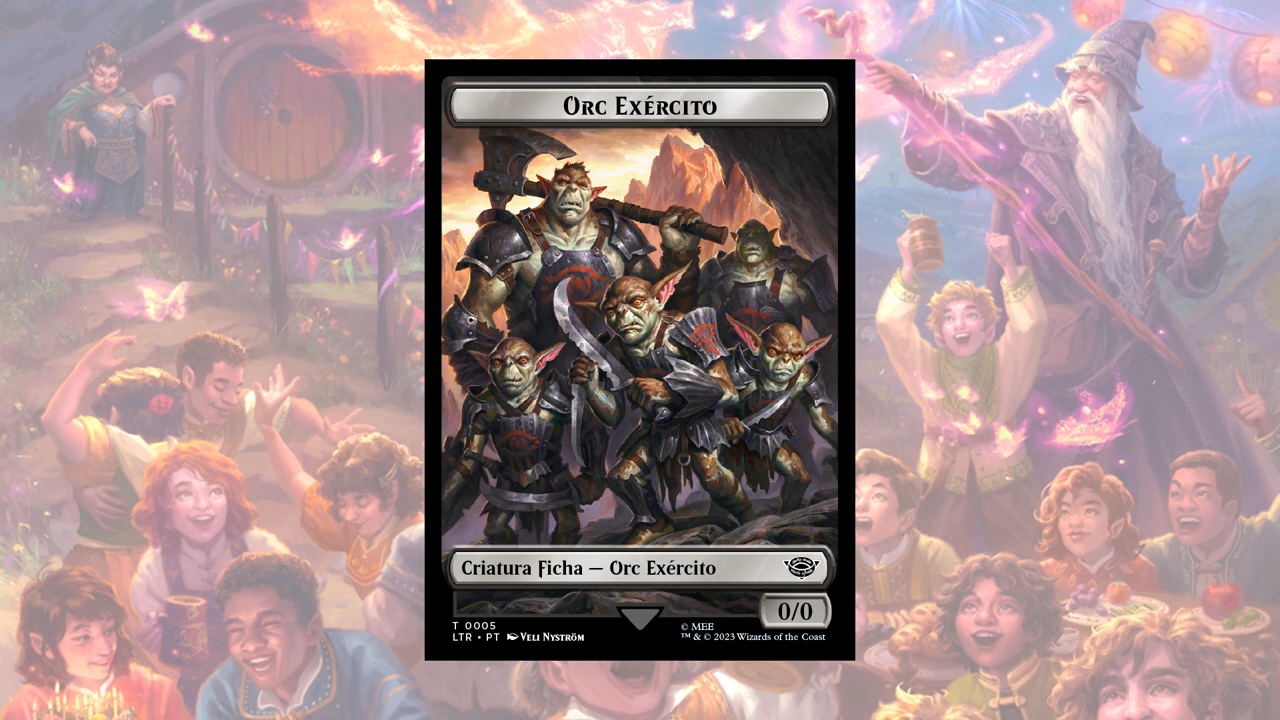 Orc Exército
Criatura Ficha — Orc Exército
0/0
T 0005
LTR • PT Veli Nyström
© MEE
™ & © 2023 Wizards of the Coast